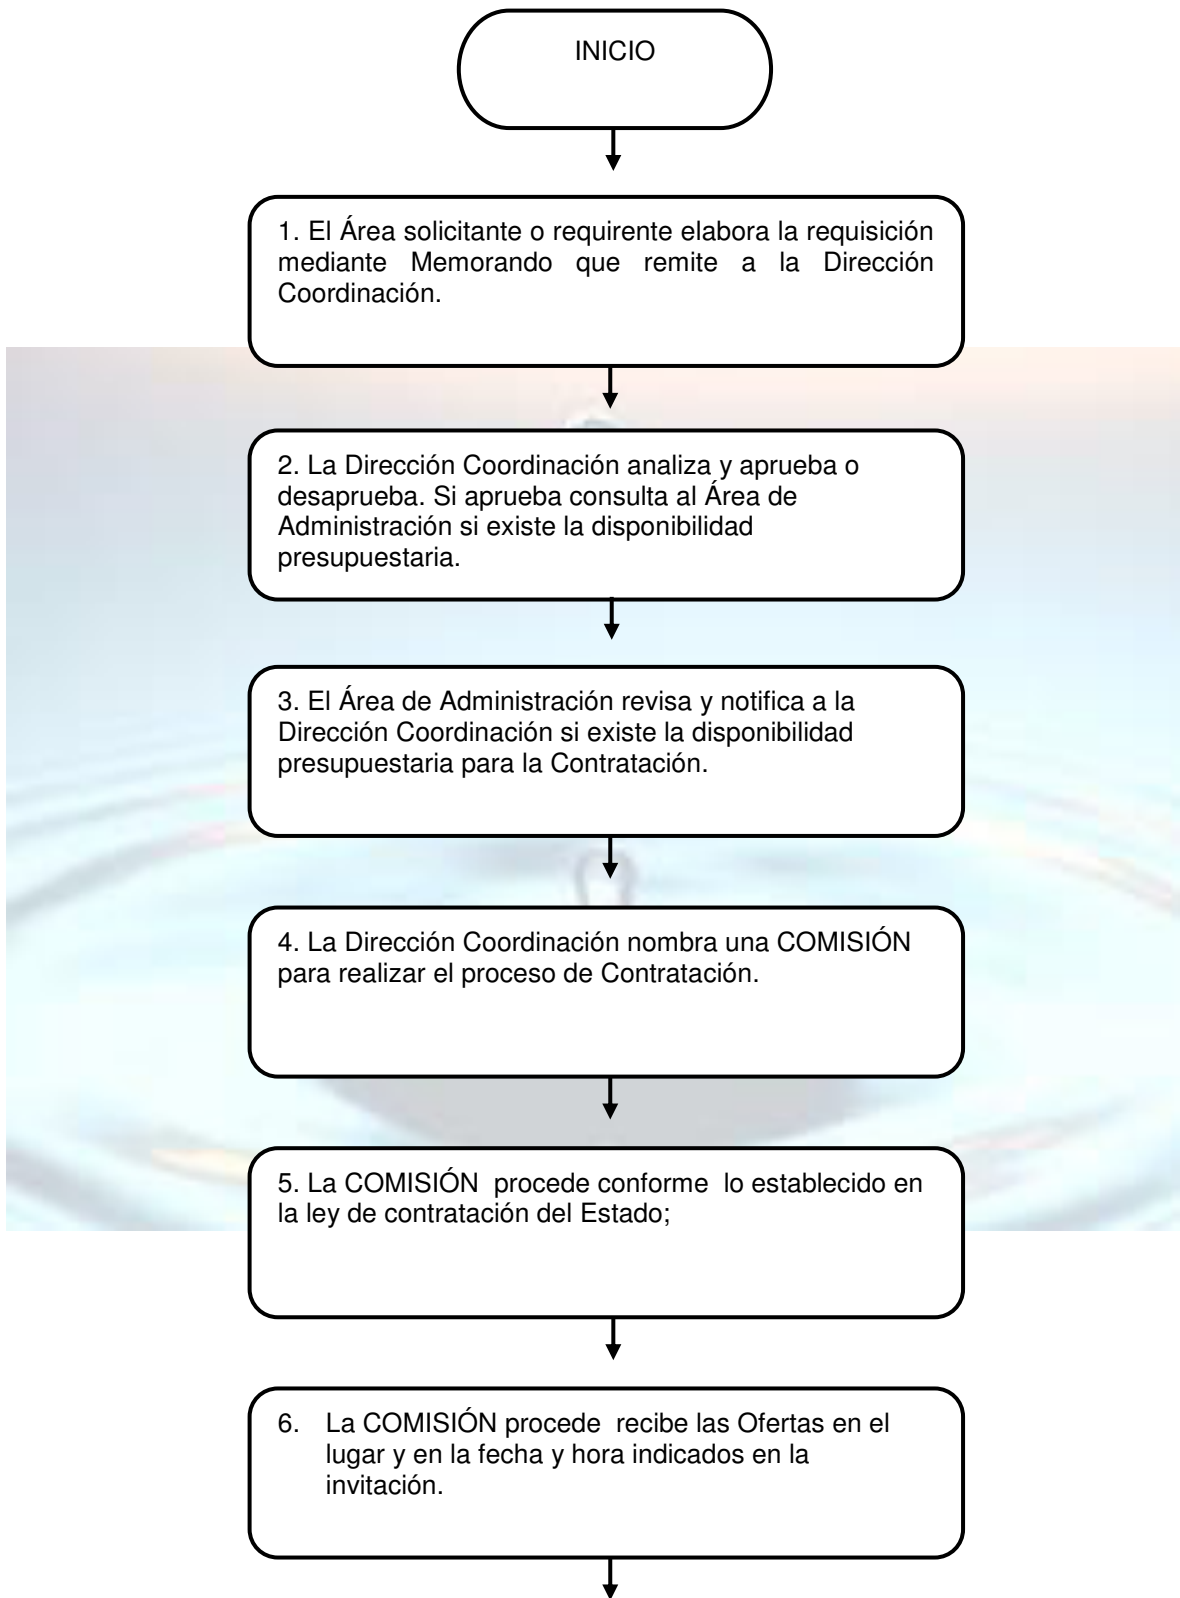 INICIO
1. El Área solicitante o requirente elabora la requisición
mediante Memorando que remite a la Dirección
Coordinación.
2. La Dirección Coordinación analiza y aprueba o
desaprueba. Si aprueba consulta al Área de
Administración si existe la disponibilidad
presupuestaria.
3. El Área de Administración revisa y notifica a la
Dirección Coordinación si existe la disponibilidad
presupuestaria para la Contratación.
4. La Dirección Coordinación nombra una COMISIÓN
para realizar el proceso de Contratación.
5. La COMISIÓN  procede conforme  lo establecido en
la ley de contratación del Estado;
6. La COMISIÓN procede  recibe las Ofertas en el
lugar y en la fecha y hora indicados en la
invitación.